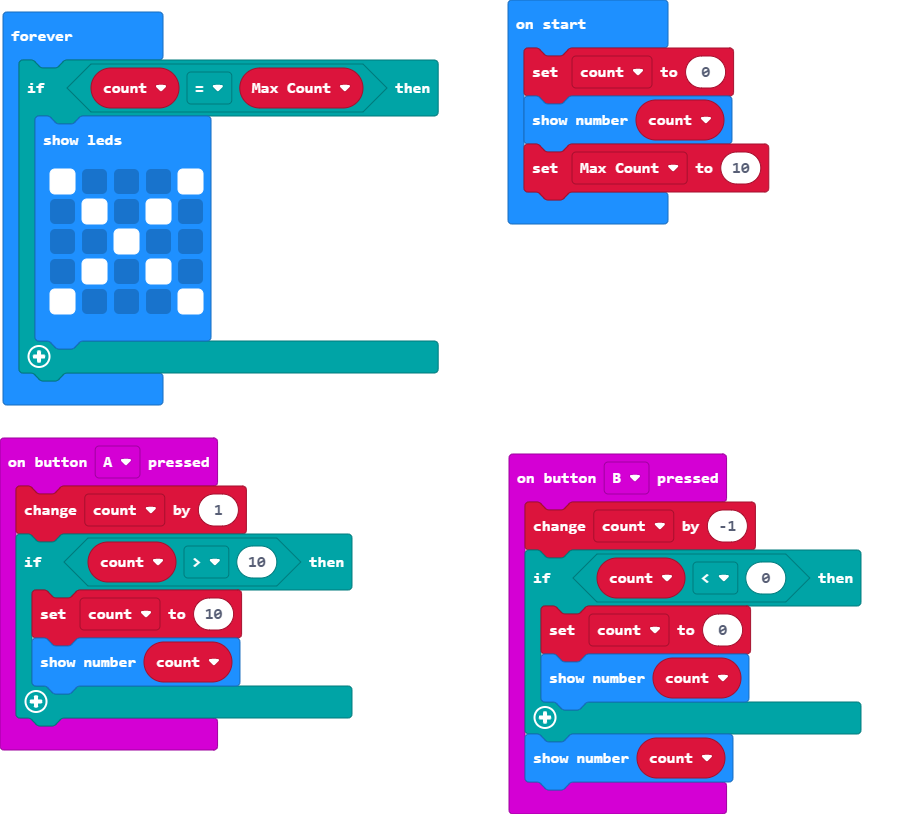 forever
if count = Max Count then
show leds
on start
set count to 0
show number count
set Max Count to 10
on button A pressed
change count by 1
if count > 10 then
set count to 10
show number count
on button B pressed
change count by -1
if count < 0 then
set count to 0
show number count
show number count